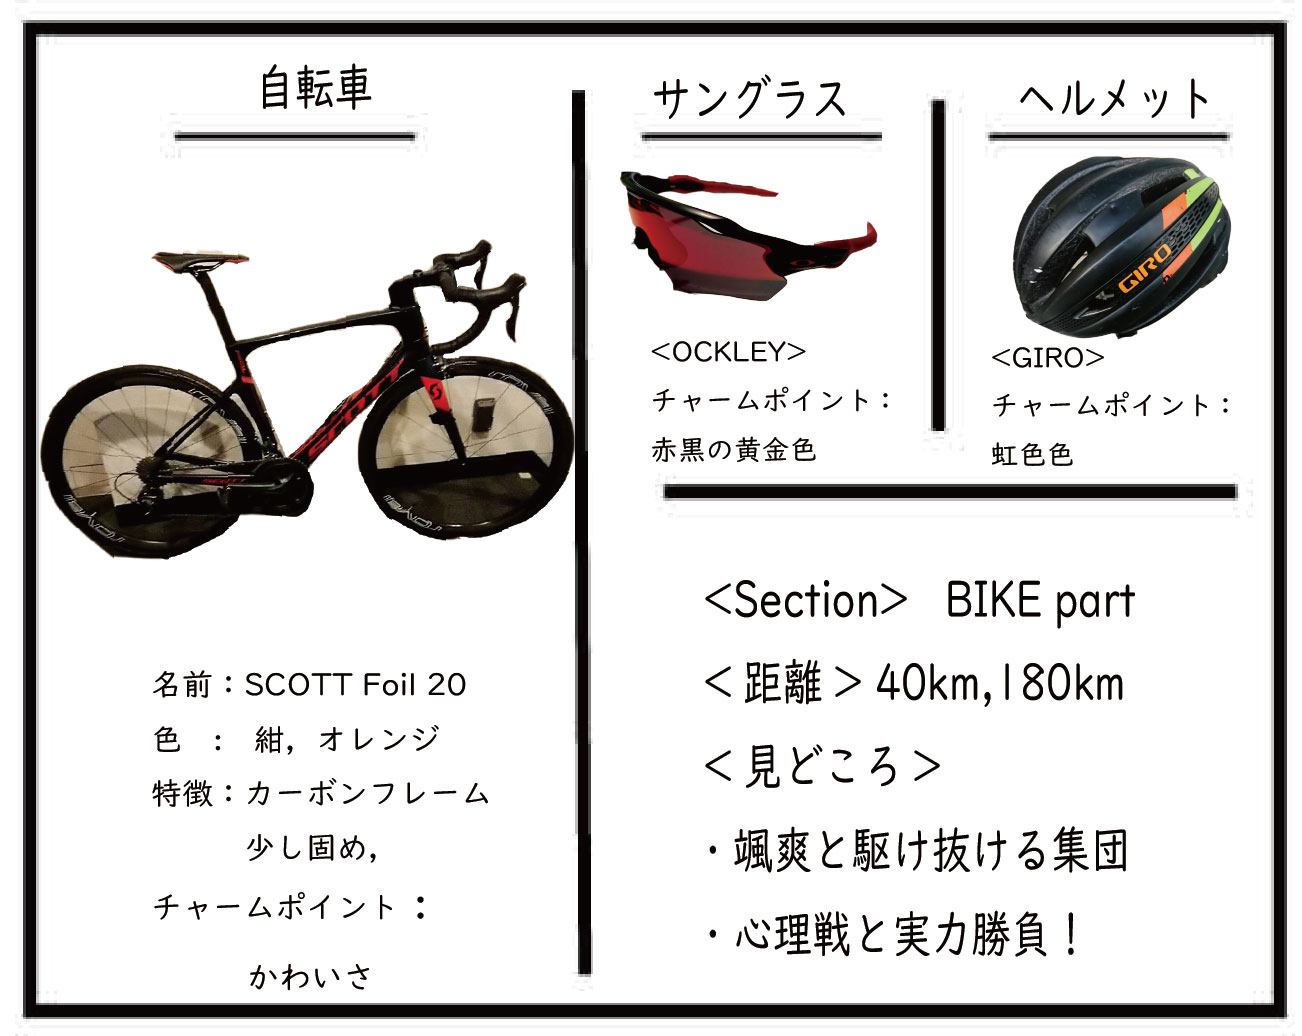 自転車
SCOTT
SCOTT
名前：SCOTT Foil 20
色　：　紺，オレンジ
特徴：カーボンフレーム
少し固め，
チャームポイント：
かわいさ
サングラス
<OCKLEY>
チャームポイント：
赤黒の黄金色
ヘルメット
GIRO
<GIRO>
チャームポイント：
虹色色
<Section>　BIKE part
＜距離＞40km,180km
＜見どころ＞
・颯爽と駆け抜ける集団
・心理戦と実力勝負！